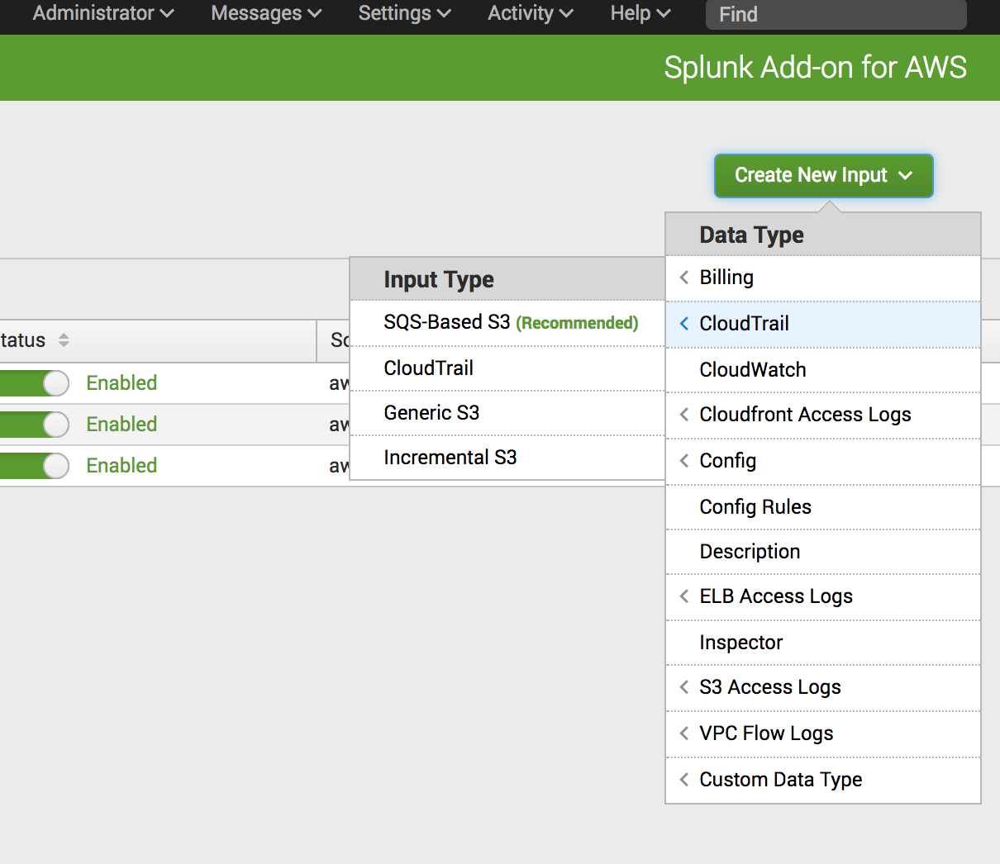 Administrator Messages Settings Activity Help Find
Splunk Add-on for AWS
Create New Input
Data Type
Billing
CloudTrail
CloudWatch
Cloudfront Access Logs
Config
Config Rules
Description
ELB Access Logs
Inspector
S3 Access Logs
VPC Flow Logs
Custom Data Type
Input Type
SQS-Based S3 (Recommended)
CloudTrail
Generic S3
Incremental S3
tatus So
Enabled aw
Enabled aw
Enabled aw